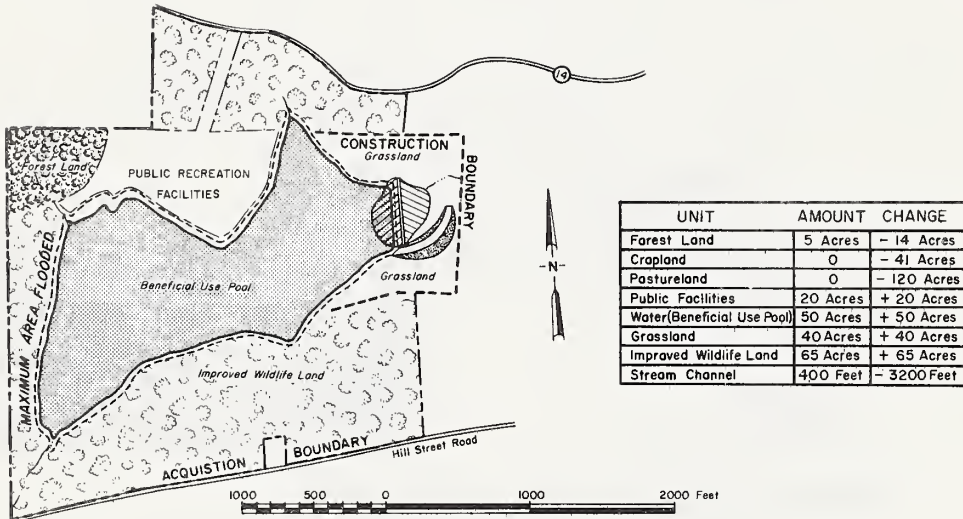 14
CONSTRUCTION
Grassland
BOUNDARY
Forest Land
PUBLIC RECREATION
FACILITIES
MAXIMUM AREA FLOODED
Beneficial Use Pool
Grassland
-N-
Improved Wildlife Land
ACQUISTION BOUNDARY
Hill Street Road
1000 500 0 1000 2000 Feet
UNIT AMOUNT CHANGE
Forest Land 5 Acres - 14 Acres
Cropland 0 - 41 Acres
Pastureland 0 - 120 Acres
Public Facilities 20 Acres + 20 Acres
Water(Beneficial Use Pool) 50 Acres + 50 Acres
Grassland 40 Acres + 40 Acres
Improved Wildlife Land 65 Acres + 65 Acres
Stream Channel 400 Feet - 3200 Feet